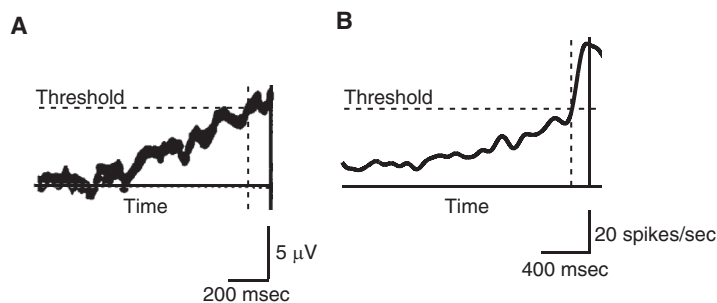 A
Threshold
Time
5 μV
200 msec
B
Threshold
Time
20 spikes/sec
400 msec